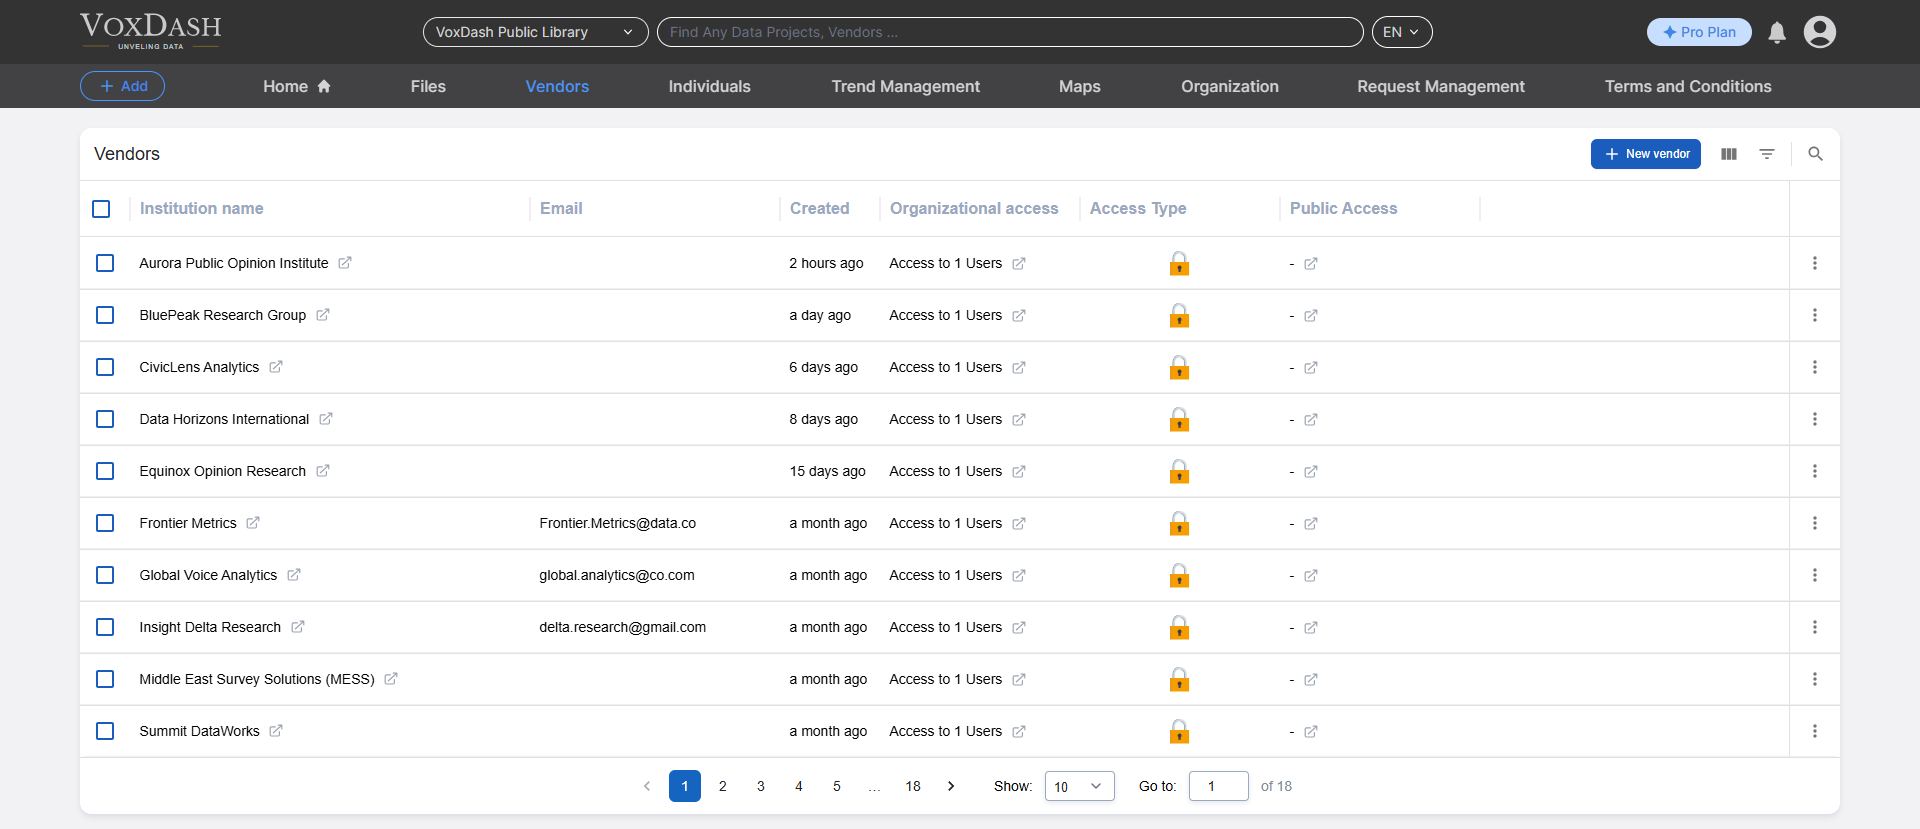 VOXDASH
UNVELING DATA
VoxDash Public Library
Find Any Data Projects, Vendors ...
EN
Pro Plan
+ Add
Home
Files
Vendors
Individuals
Trend Management
Maps
Organization
Request Management
Terms and Conditions
Vendors
+ New vendor
Institution name Email Created Organizational access Access Type Public Access
Aurora Public Opinion Institute 2 hours ago Access to 1 Users -
BluePeak Research Group a day ago Access to 1 Users -
CivicLens Analytics 6 days ago Access to 1 Users -
Data Horizons International 8 days ago Access to 1 Users -
Equinox Opinion Research 15 days ago Access to 1 Users -
Frontier Metrics Frontier.Metrics@data.co a month ago Access to 1 Users -
Global Voice Analytics global.analytics@co.com a month ago Access to 1 Users -
Insight Delta Research delta.research@gmail.com a month ago Access to 1 Users -
Middle East Survey Solutions (MESS) a month ago Access to 1 Users -
Summit DataWorks a month ago Access to 1 Users -
1 2 3 4 5 ... 18 Show: 10 Go to: 1 of 18